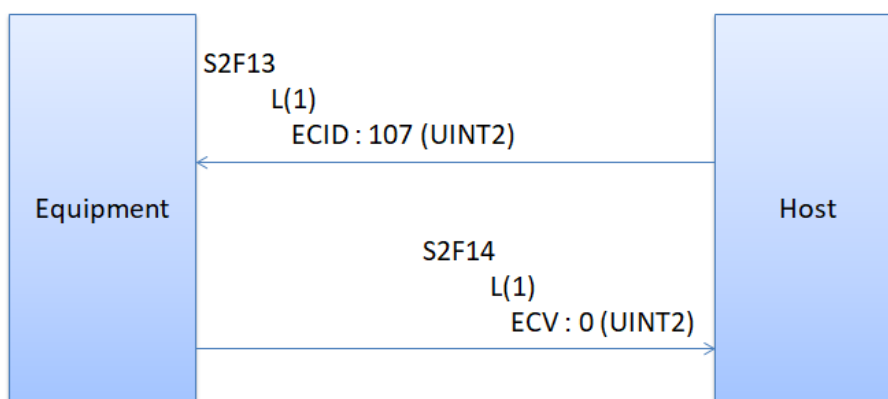 S2F13
L(1)
ECID : 107 (UINT2)
Equipment
Host
S2F14
L(1)
ECV : 0 (UINT2)